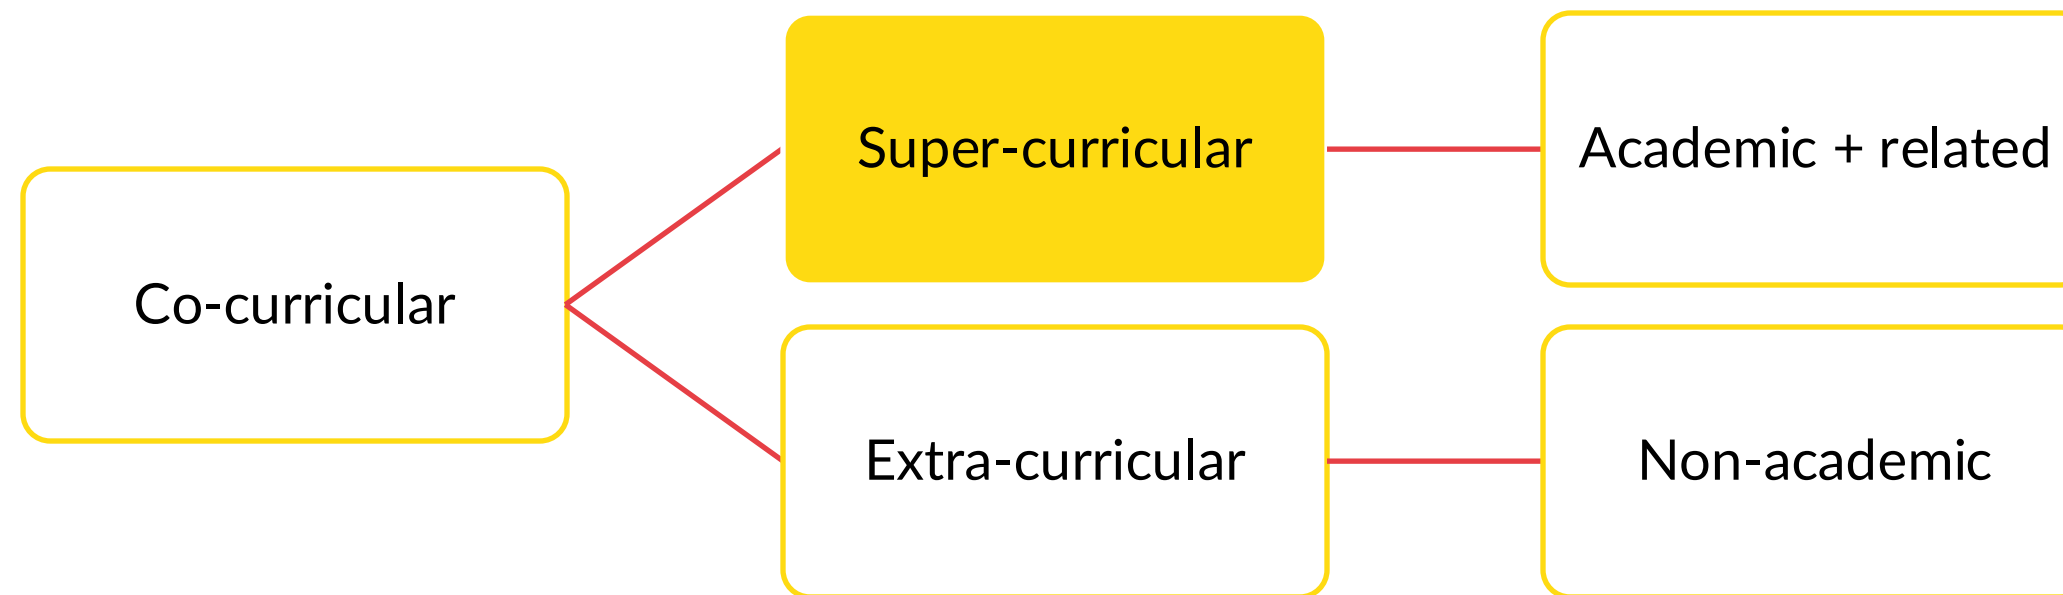 Co-curricular
Super-curricular
Academic + related
Extra-curricular
Non-academic